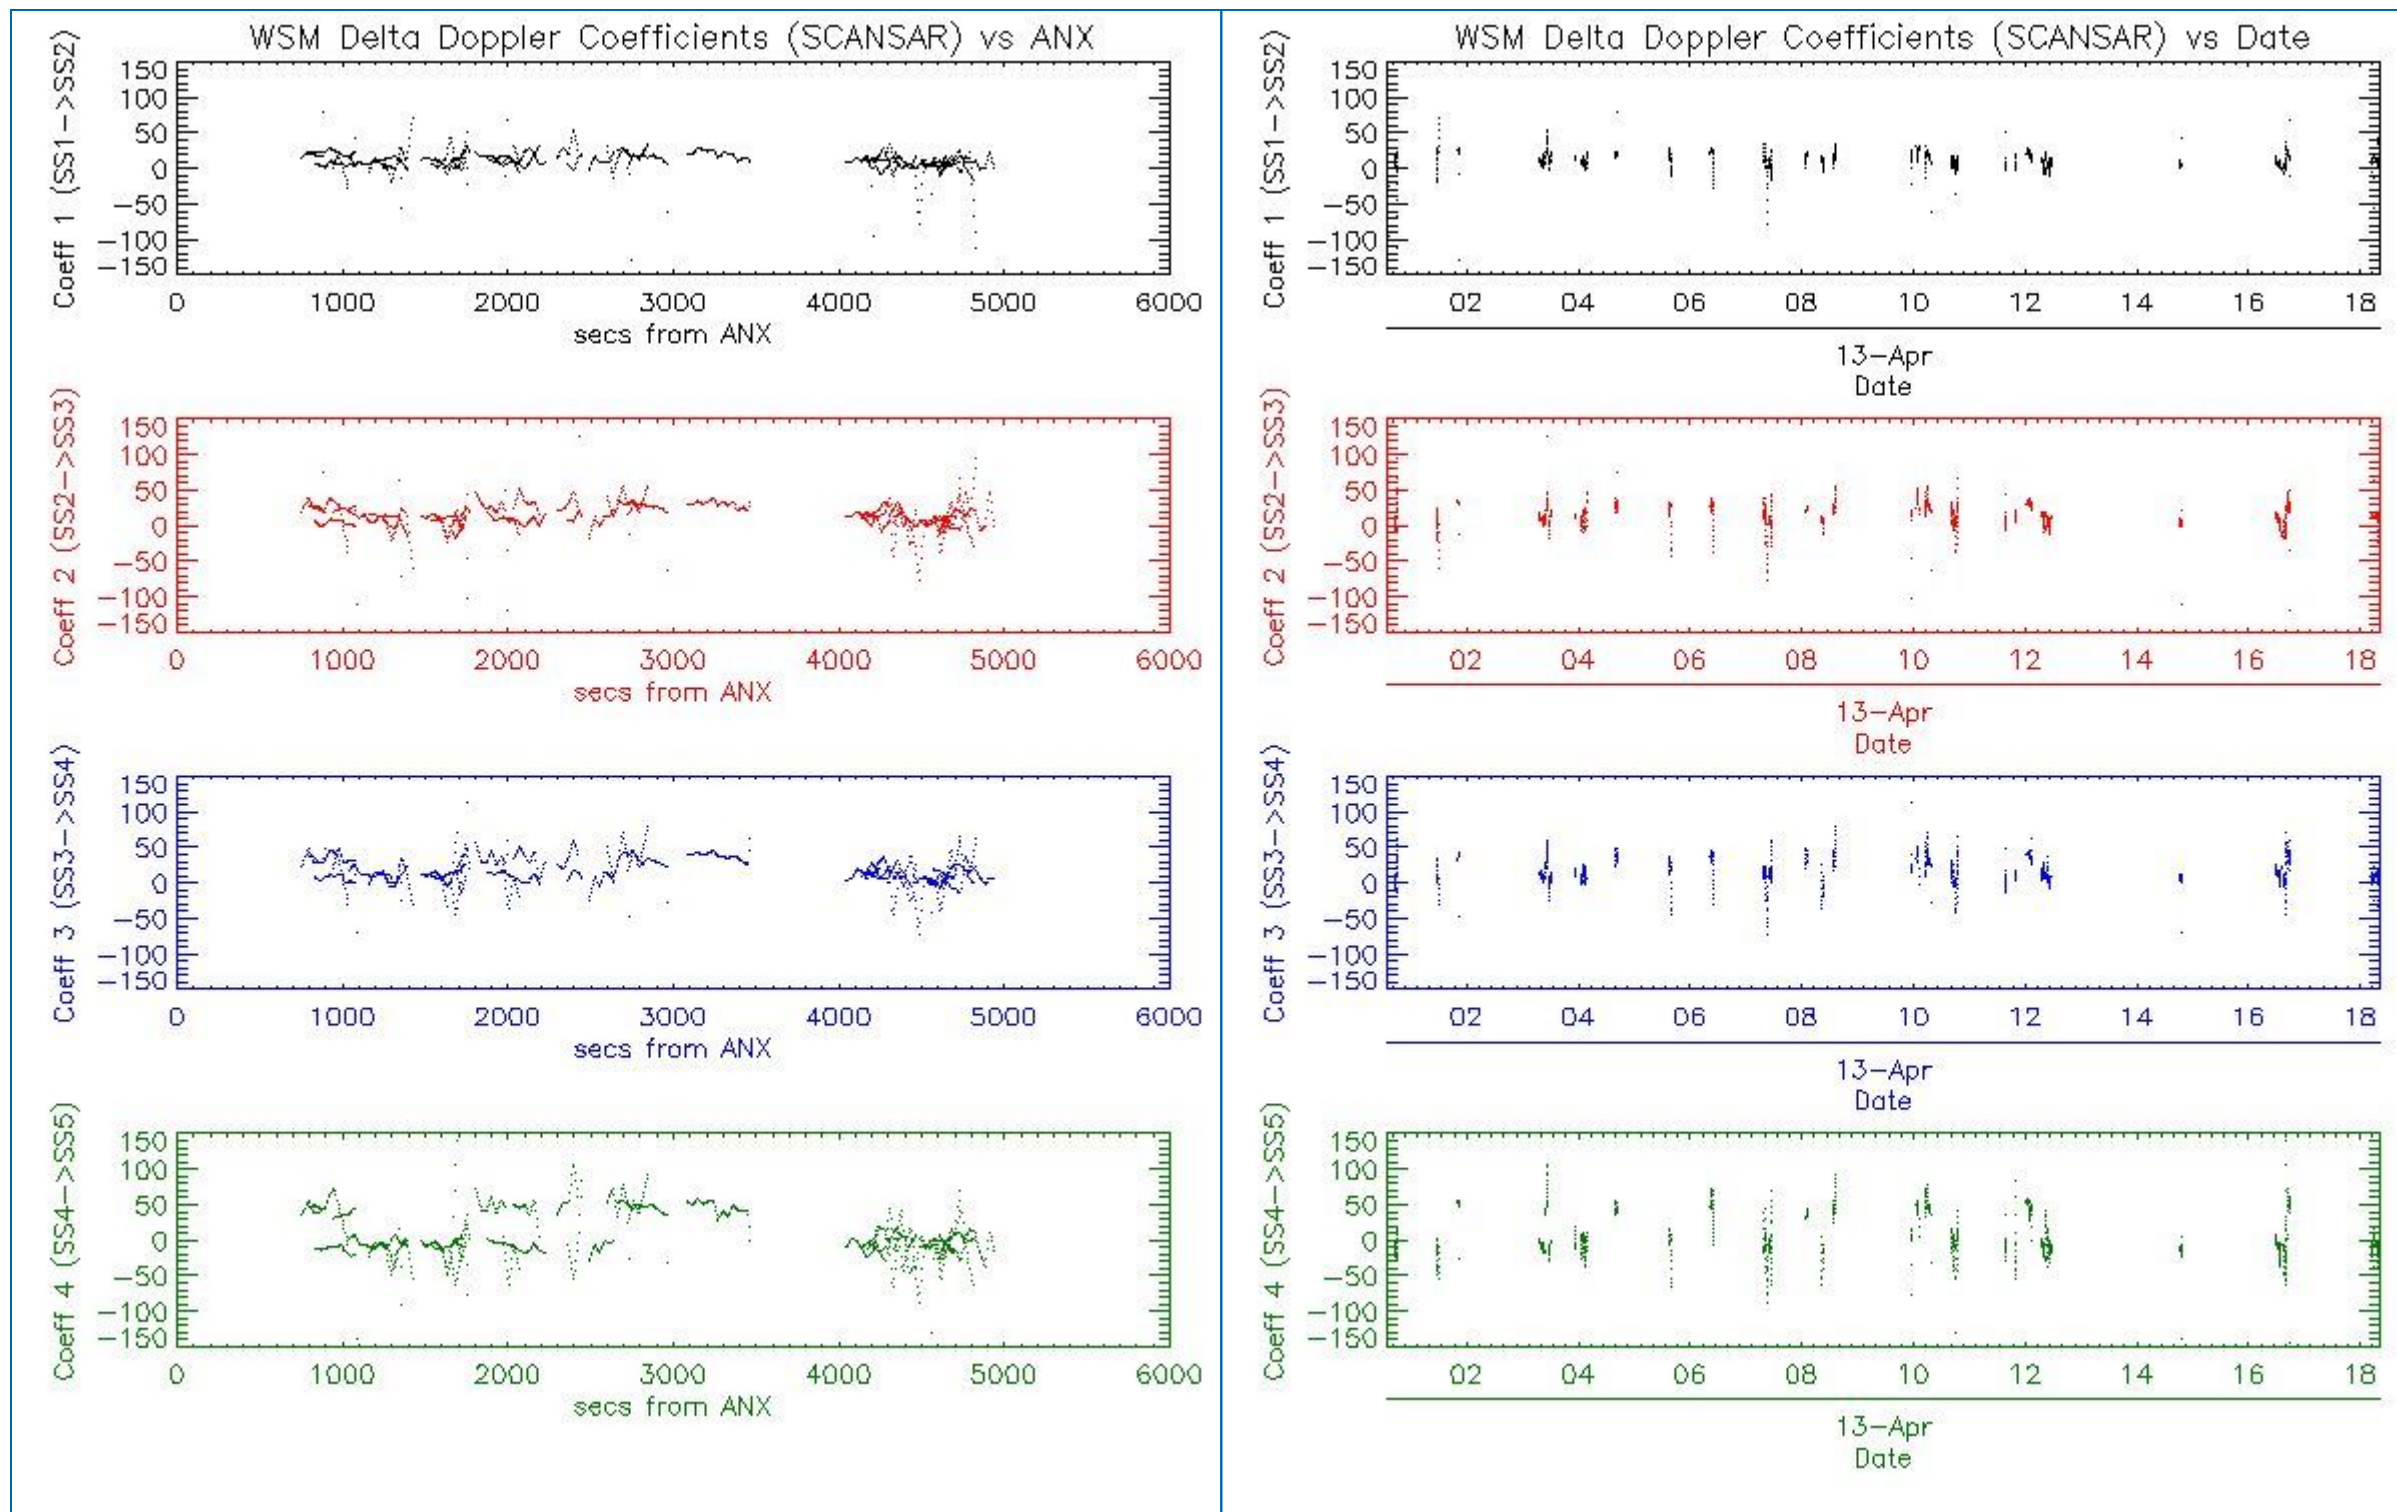 WSM Delta Doppler Coefficients (SCANSAR) vs ANX
Coeff 1 (SS1->SS2)
150
100
50
0
-50
-100
-150
0 1000 2000 3000 4000 5000 6000
secs from ANX
Coeff 2 (SS2->SS3)
150
100
50
0
-50
-100
-150
0 1000 2000 3000 4000 5000 6000
secs from ANX
Coeff 3 (SS3->SS4)
150
100
50
0
-50
-100
-150
0 1000 2000 3000 4000 5000 6000
secs from ANX
Coeff 4 (SS4->SS5)
150
100
50
0
-50
-100
-150
0 1000 2000 3000 4000 5000 6000
secs from ANX
WSM Delta Doppler Coefficients (SCANSAR) vs Date
Coeff 1 (SS1->SS2)
150
100
50
0
-50
-100
-150
02 04 06 08 10 12 14 16 18
13-Apr
Date
Coeff 2 (SS2->SS3)
150
100
50
0
-50
-100
-150
02 04 06 08 10 12 14 16 18
13-Apr
Date
Coeff 3 (SS3->SS4)
150
100
50
0
-50
-100
-150
02 04 06 08 10 12 14 16 18
13-Apr
Date
Coeff 4 (SS4->SS5)
150
100
50
0
-50
-100
-150
02 04 06 08 10 12 14 16 18
13-Apr
Date